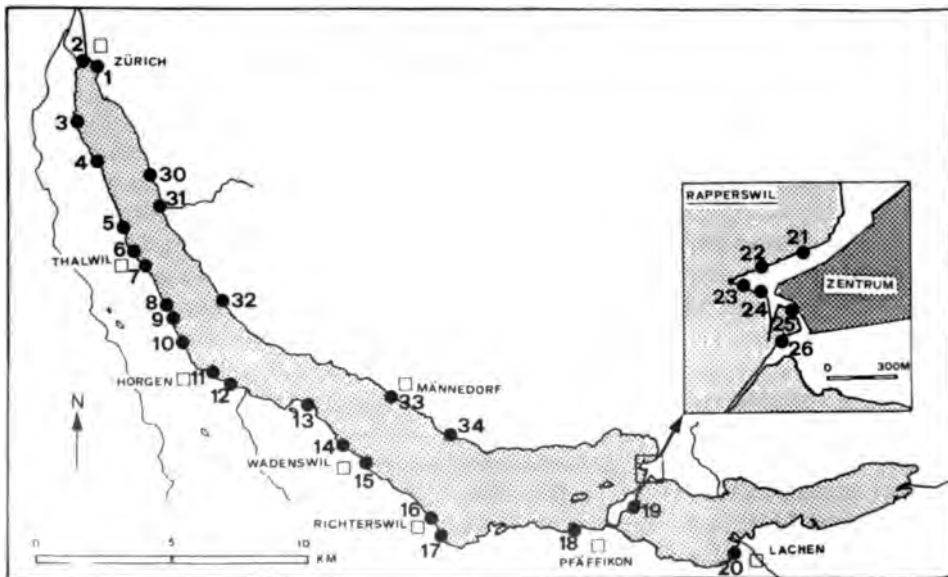 2
ZÜRICH
1
3
4
30
31
5
6
THALWIL
7
8
32
9
10
HORGEN
11
12
MÄNNEDORF
33
13
34
14
WADENSWIL
15
16
RICHTERSWIL
17
18
PFÄFFIKON
19
20
LACHEN
N
0 5 10
KM
RAPPERSWIL
21
22
23
24
ZENTRUM
25
26
0 300M